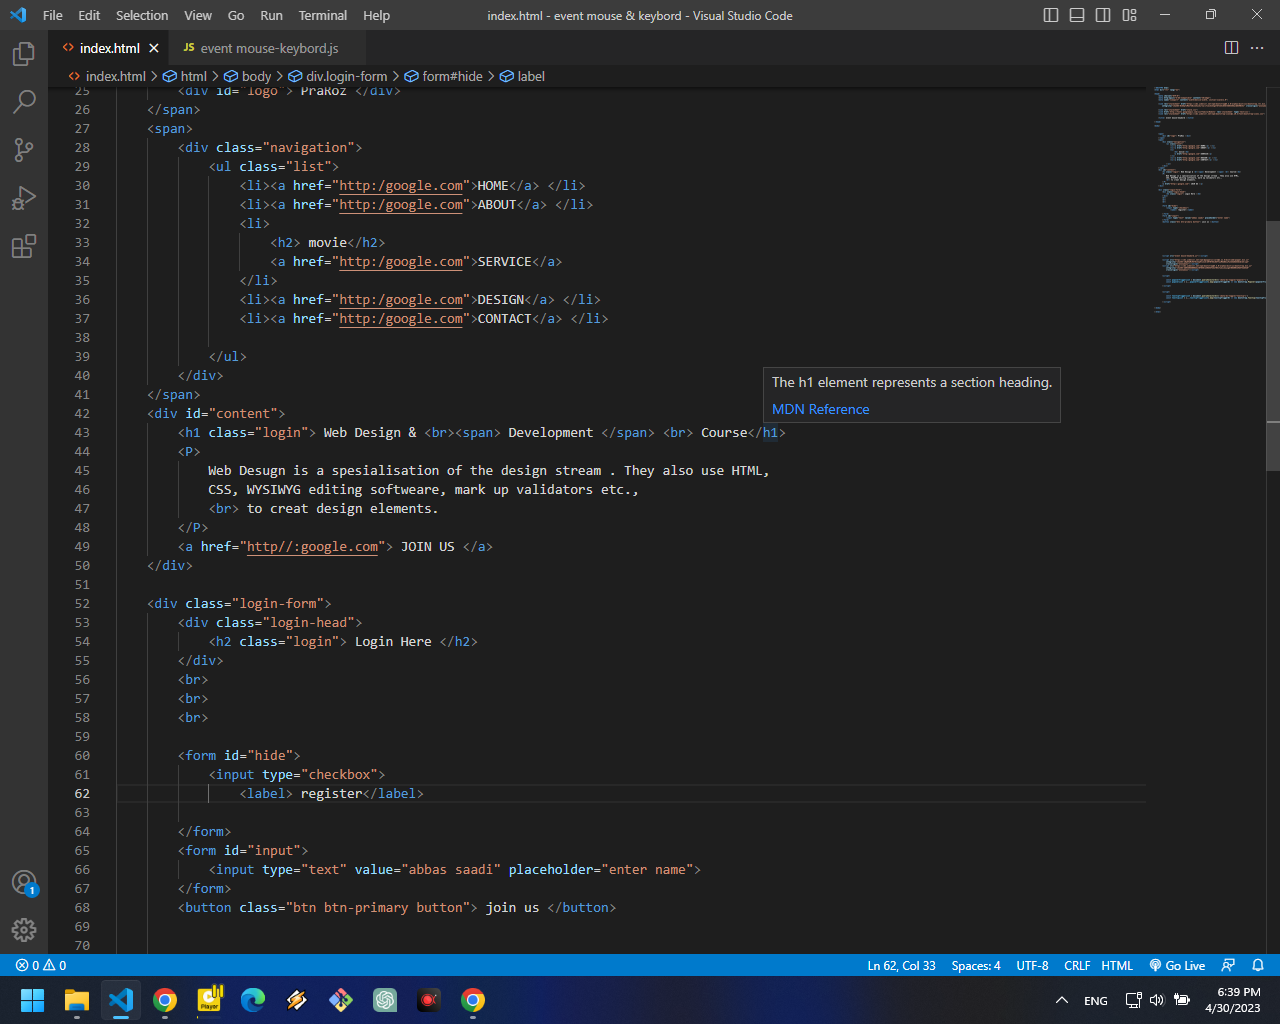 File Edit Selection View Go Run Terminal Help index.html - event mouse & keybord - Visual Studio Code
index.html JS event mouse-keybord.js
index.html > html > body > div.login-form > form#hide > label
25 <div id="logo"> PraRoz </div>
26 </span>
27 <span>
28 <div class="navigation">
29 <ul class="list">
30 <li><a href="http:/google.com">HOME</a> </li>
31 <li><a href="http:/google.com">ABOUT</a> </li>
32 <li>
33 <h2> movie</h2>
34 <a href="http:/google.com">SERVICE</a>
35 </li>
36 <li><a href="http:/google.com">DESIGN</a> </li>
37 <li><a href="http:/google.com">CONTACT</a> </li>
38
39 </ul>
40 </div>
41 </span>
The h1 element represents a section heading.
MDN Reference
42 <div id="content">
43 <h1 class="login"> Web Design & <br><span> Development </span> <br> Course</h1>
44 <P>
45 Web Desugn is a spesialisation of the design stream . They also use HTML,
46 CSS, WYSIWYG editing softweare, mark up validators etc.,
47 <br> to creat design elements.
48 </P>
49 <a href="http//:google.com"> JOIN US </a>
50 </div>
51
52 <div class="login-form">
53 <div class="login-head">
54 <h2 class="login"> Login Here </h2>
55 </div>
56 <br>
57 <br>
58 <br>
59
60 <form id="hide">
61 <input type="checkbox">
62 <label> register</label>
63
64 </form>
65 <form id="input">
66 <input type="text" value="abbas saadi" placeholder="enter name">
67 </form>
68 <button class="btn btn-primary button"> join us </button>
69
70
1
0 0 Ln 62, Col 33 Spaces: 4 UTF-8 CRLF HTML Go Live
Player ENG 6:39 PM
4/30/2023